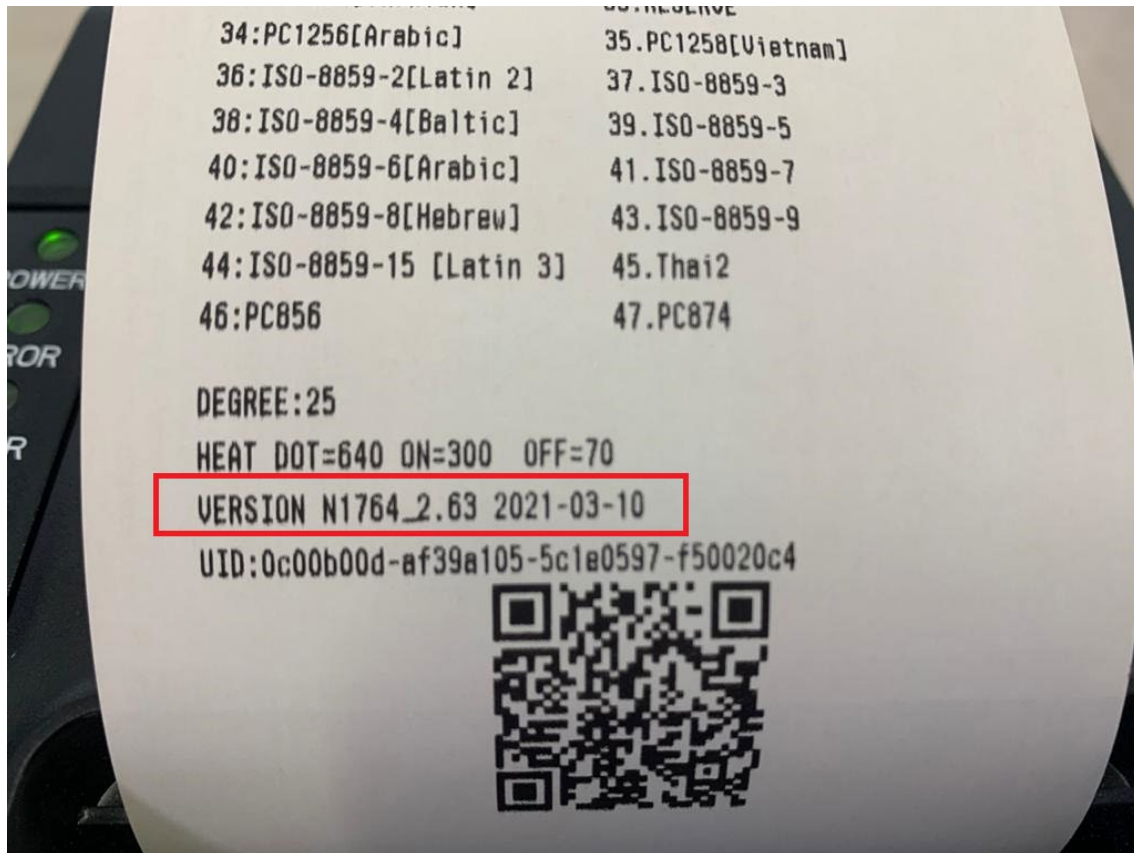 34:PC1256[Arabic] 35.PC1258[Vietnam]
36:ISO-8859-2[Latin 2] 37.ISO-8859-3
38:ISO-8859-4[Baltic] 39.ISO-8859-5
40:ISO-8859-6[Arabic] 41.ISO-8859-7
42:ISO-8859-8[Hebrew] 43.ISO-8859-9
44:ISO-8859-15 [Latin 3] 45.Thai2
46:PC856 47.PC874
DEGREE:25
HEAT DOT=640 ON=300 OFF=70
VERSION N1764_2.63 2021-03-10
UID:0c00b00d-af39a105-5c1e0597-f50020c4
POWER